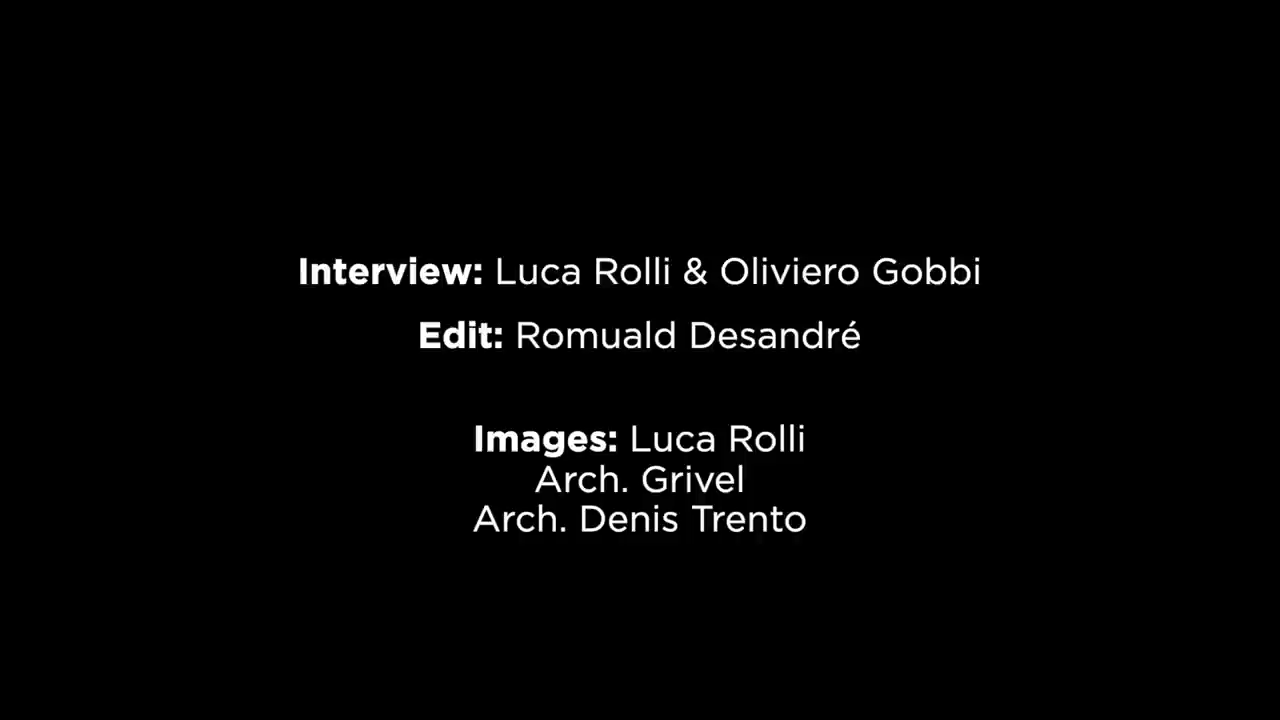 Interview: Luca Rolli & Oliviero Gobbi
Edit: Romuald Desandré
Images: Luca Rolli
Arch. Grivel
Arch. Denis Trento